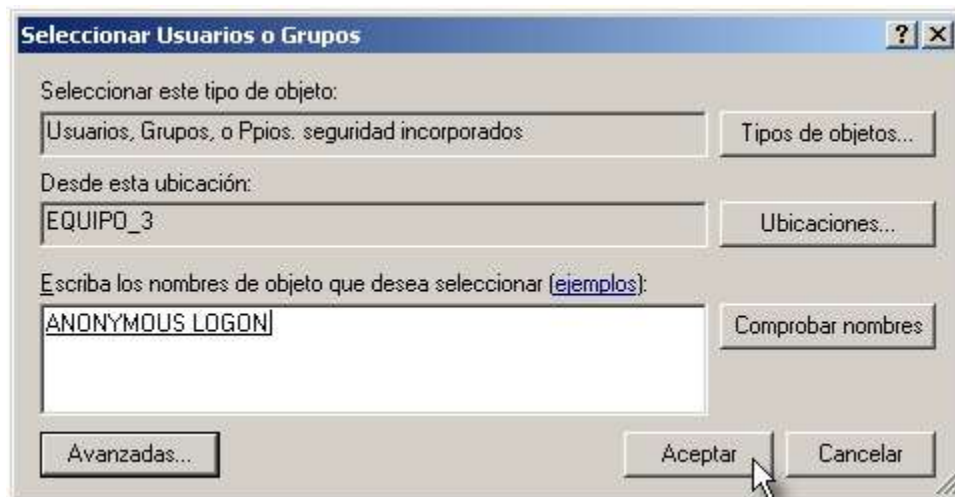 Seleccionar Usuarios o Grupos
Seleccionar este tipo de objeto:
Usuarios, Grupos, o Ppios. seguridad incorporados
Tipos de objetos...
Desde esta ubicación:
EQUIPO_3
Ubicaciones...
Escriba los nombres de objeto que desea seleccionar (ejemplos):
ANONYMOUS LOGON
Comprobar nombres
Avanzadas...
Aceptar
Cancelar